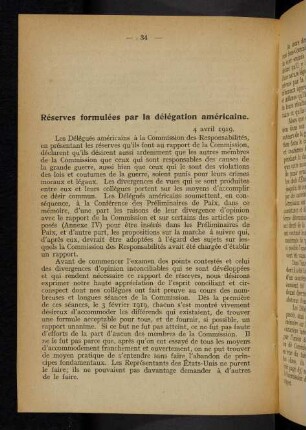 — 34 —
Réserves formulées par la délégation américaine.
4 avril 1919.
Les Délégués américains à la Commission des Responsabilités,
en présentant les réserves qu'ils font au rapport de la Commission,
déclarent qu'ils désirent aussi ardemment que les autres membres
de la Commission que ceux qui sont responsables des causes de
la grande guerre, aussi bien que ceux qui le sont des violations
des lois et coutumes de la guerre, soient punis pour leurs crimes
moraux et légaux. Les divergences de vues qui se sont produites
entre eux et leurs collègues portent sur les moyens d'accomplir
ce désir commun. Les Délégués américains soumettent, en con-
séquence, à la Conférence des Préliminaires de Paix, dans ce
mémoire, d'une part les raisons de leur divergence d'opinion
avec le rapport de la Commission et sur certains des articles pro-
posés (Annexe IV) pour être insérés dans les Préliminaires de
Paix, et d'autre part, les propositions sur la marche à suivre qui,
d'après eux, devait être adoptées à l'égard des sujets sur les-
quels la Commission des Responsabilités avait été chargée d'établir
un rapport.
Avant de commencer l'examen des points contestés et celui
des divergences d'opinion inconciliables qui se sont développées
et qui rendent nécessaire ce rapport de réserves, nous désirons
exprimer notre haute appréciation de l'esprit conciliant et cir-
conspect dont nos collègues ont fait preuve au cours des nom-
breuses et longues séances de la Commission. Dès la première
de ces séances, le 3 février 1919, chacun s'est montré vivement
désireux d'accommoder les différends qui existaient, de trouver
une formule acceptable pour tous, et de fournir, si possible, un
rapport unanime. Si ce but ne fut pas atteint, ce ne fut pas faute
d'efforts de la part d'aucun des membres de la Commission. Il
ne le fut pas parce que, après qu'on eut essayé de tous les moyens
d'accommodement franchement et ouvertement, on ne put trouver
de moyen pratique de s'entendre sans faire l'abandon de prin-
cipes fondamentaux. Les Représentants des États-Unis ne purent
le faire; ils ne pouvaient pas davantage demander à d'autres
de le faire.